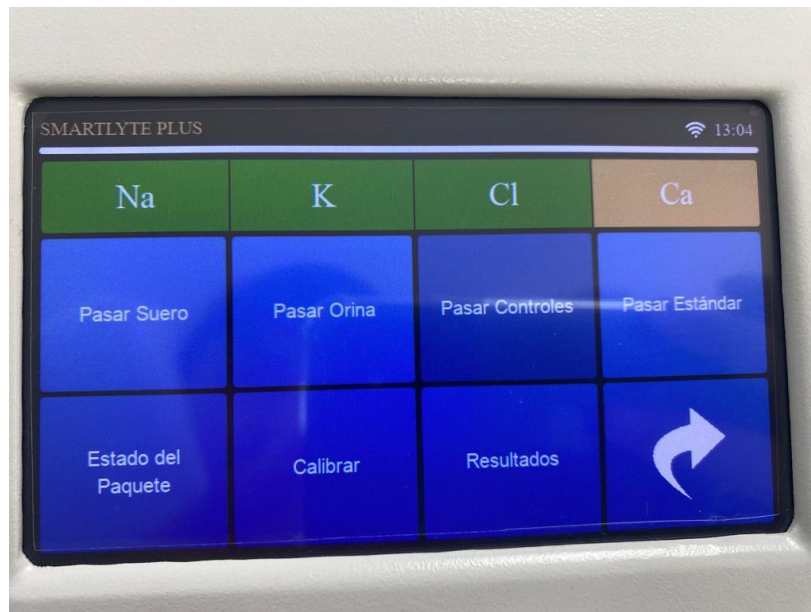 SMARTLYTE PLUS
13:04
Na
K
Cl
Ca
Pasar Suero
Pasar Orina
Pasar Controles
Pasar Estándar
Estado del
Paquete
Calibrar
Resultados